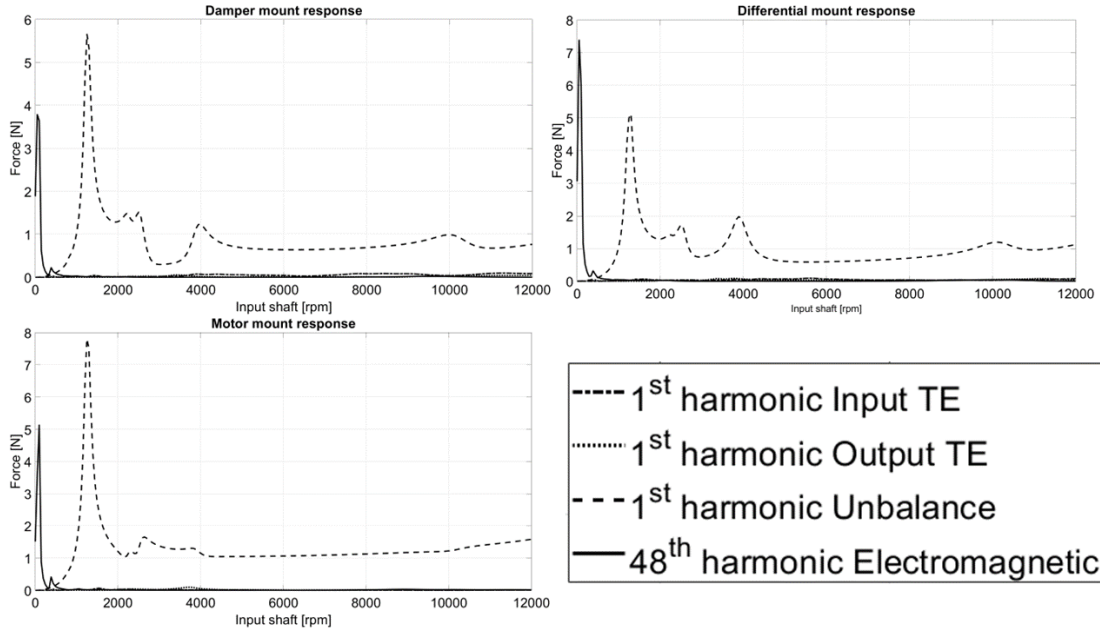 Damper mount response
6
5
4
3
2
1
0
Force [N]
0 2000 4000 6000 8000 10000 12000
Input shaft [rpm]
Differential mount response
8
7
6
5
4
3
2
1
0
Force [N]
0 2000 4000 6000 8000 10000 12000
Input shaft [rpm]
Motor mount response
8
7
6
5
4
3
2
1
0
Force [N]
0 2000 4000 6000 8000 10000 12000
Input shaft [rpm]
1st harmonic Input TE
1st harmonic Output TE
1st harmonic Unbalance
48th harmonic Electromagnetic